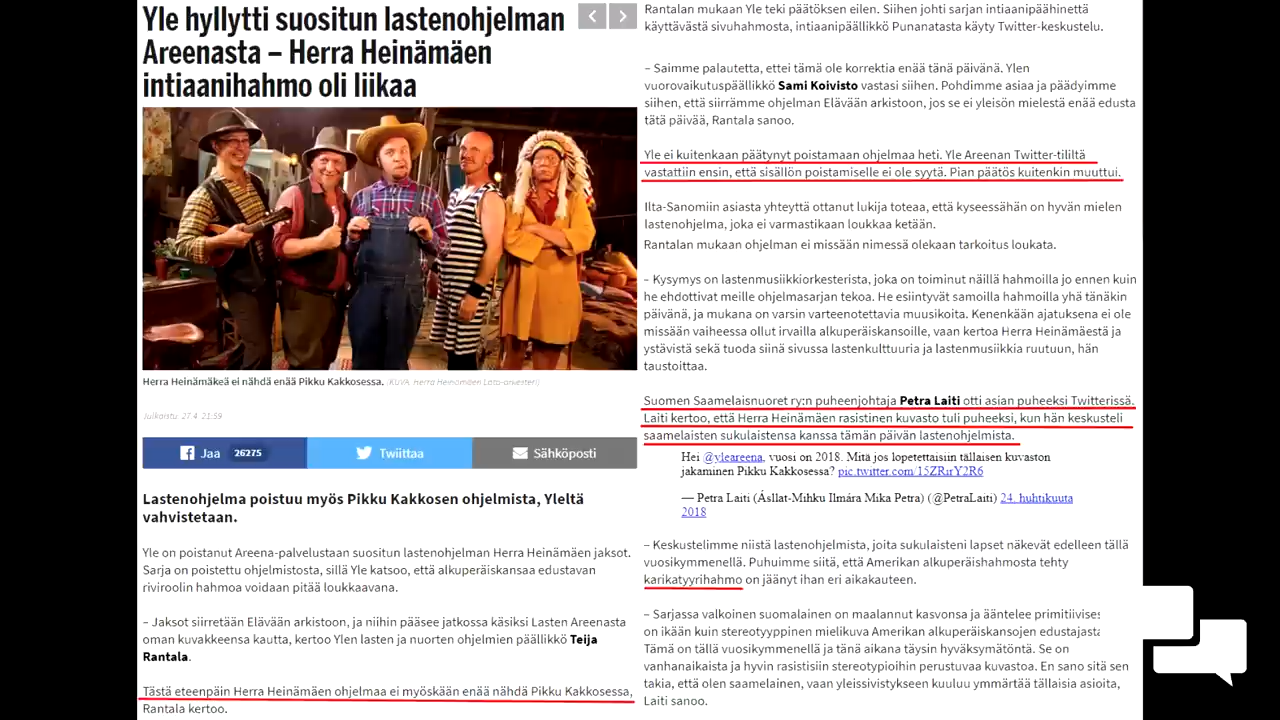 Yle hyllytti suositun lastenohjelman
Areenasta – Herra Heinämäen
intiaanihahmo oli liikaa
Herra Heinämäkeä ei nähdä enää Pikku Kakkosessa. (KUVA: Herra Heinämäen Lato-orkesteri)
Julkaistu: 27.4. 21:59
Jaa 26275
Twiittaa
Sähköposti
Lastenohjelma poistuu myös Pikku Kakkosen ohjelmista, Yleltä
vahvistetaan.
Yle on poistanut Areena-palvelustaan suositun lastenohjelman Herra Heinämäen jaksot.
Sarja on poistettu ohjelmistosta, sillä Yle katsoo, että alkuperäiskansaa edustavan
riviroolin hahmoa voidaan pitää loukkaavana.
– Jaksot siirretään Elävään arkistoon, ja niihin pääsee jatkossa käsiksi Lasten Areenasta
oman kuvakkeensa kautta, kertoo Ylen lasten ja nuorten ohjelmien päällikkö Teija
Rantala.
Tästä eteenpäin Herra Heinämäen ohjelmaa ei myöskään enää nähdä Pikku Kakkosessa,
Rantala kertoo.
Rantalan mukaan Yle teki päätöksen eilen. Siihen johti sarjan intiaanipäähinettä
käyttävästä sivuhahmosta, intiaanipäällikö Punanatasta käyty Twitter-keskustelu.
– Saimme palautetta, ettei tämä ole korrektia enää tänä päivänä. Ylen
vuorovaikutuspäällikkö Sami Koivisto vastasi siihen. Pohdimme asiaa ja päädyimme
siihen, että siirrämme ohjelman Elävään arkistoon, jos se ei yleisön mielestä enää edusta
tätä päivää, Rantala sanoo.
Yle ei kuitenkaan päätynyt poistamaan ohjelmaa heti. Yle Areenan Twitter-tililtä
vastattiin ensin, että sisällön poistamiselle ei ole syytä. Pian päätös kuitenkin muuttui.
Ilta-Sanomiin asiasta yhteyttä ottanut lukija toteaa, että kyseessähän on hyvän mielen
lastenohjelma, joka ei varmastikaan loukkaa ketään.
Rantalan mukaan ohjelman ei missään nimessä olekaan tarkoitus loukata.
– Kysymys on lastenmusiikkiorkesterista, joka on toiminut näillä hahmoilla jo ennen kuin
he ehdottivat meille ohjelmasarjan tekoa. He esiintyvät samoilla hahmoilla yhä tänäkin
päivänä, ja mukana on varsin varteenotettavia muusikoita. Kenenkään ajatuksena ei ole
missään vaiheessa ollut irvailla alkuperäiskansoille, vaan kertoa Herra Heinämäestä ja
ystävistä sekä tuoda siinä sivussa lastenkulttuuria ja lastenmusiikkia ruutuun, hän
taustoittaa.
Suomen Saamelaisnuoret ry:n puheenjohtaja Petra Laiti otti asian puheeksi Twitterissä.
Laiti kertoo, että Herra Heinämäen rasistinen kuvasto tuli puheeksi, kun hän keskusteli
saamelaisten sukulaistensa kanssa tämän päivän lastenohjelmista.
Hei @yleareena, vuosi on 2018. Mitä jos lopetettaisiin tällaisen kuvaston
jakaminen Pikku Kakkosessa? pic.twitter.com/15ZRirY2R6
— Petra Laiti (Ásllat-Mihku Ilmára Mika Petra) (@PetraLaiti) 24. huhtikuuta
2018
– Keskustelimme niistä lastenohjelmista, joita sukulaisteni lapset näkevät edelleen tällä
vuosikymmenellä. Puhuimme siitä, että Amerikan alkuperäishahmosta tehty
karikatyyrihahmo on jäänyt ihan eri aikakauteen.
– Sarjassa valkoinen suomalainen on maalannut kasvonsa ja ääntelee primitiivises
on ikään kuin stereotyyppinen mielikuva Amerikan alkuperäiskansojen edustajasta
Tämä on tällä vuosikymmenellä ja tänä aikana täysin hyväksymätöntä. Se on
vanhanaikaista ja hyvin rasistisiin stereotypioihin perustuvaa kuvastoa. En sano sitä sen
takia, että olen saamelainen, vaan yleissivistykseen kuuluu ymmärtää tällaisia asioita,
Laiti sanoo.